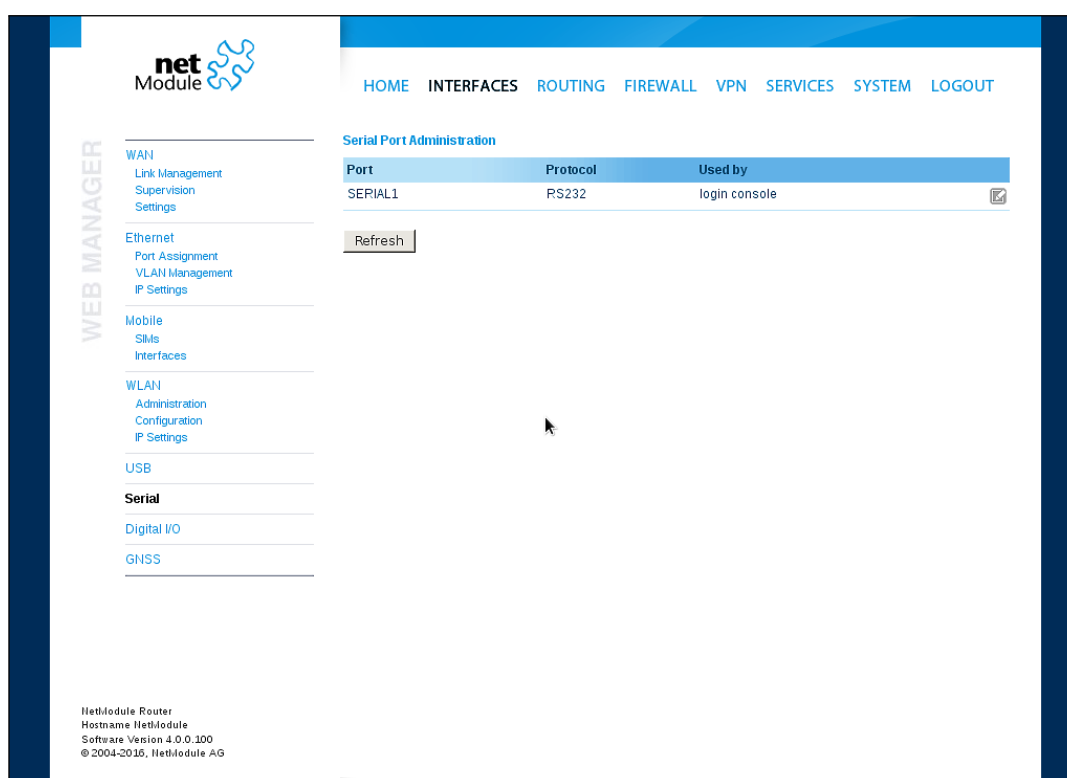 net
Module
HOME INTERFACES ROUTING FIREWALL VPN SERVICES SYSTEM LOGOUT
WEB MANAGER
WAN
Link Management
Supervision
Settings
Ethernet
Port Assignment
VLAN Management
IP Settings
Mobile
SIMs
Interfaces
WLAN
Administration
Configuration
IP Settings
USB
Serial
Digital I/O
GNSS
Serial Port Administration
Port Protocol Used by
SERIAL1 RS232 login console
Refresh
NetModule Router
Hostname NetModule
Software Version 4.0.0.100
© 2004-2016, NetModule AG